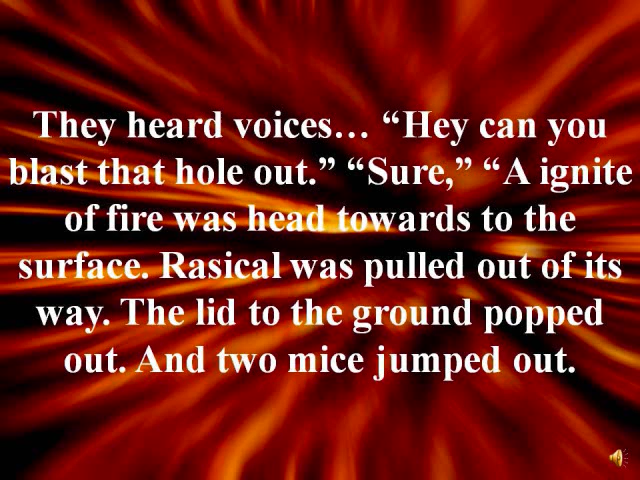 They heard voices… “Hey can you
blast that hole out.” “Sure,” “A ignite
of fire was head towards to the
surface. Rasical was pulled out of its
way. The lid to the ground popped
out. And two mice jumped out.